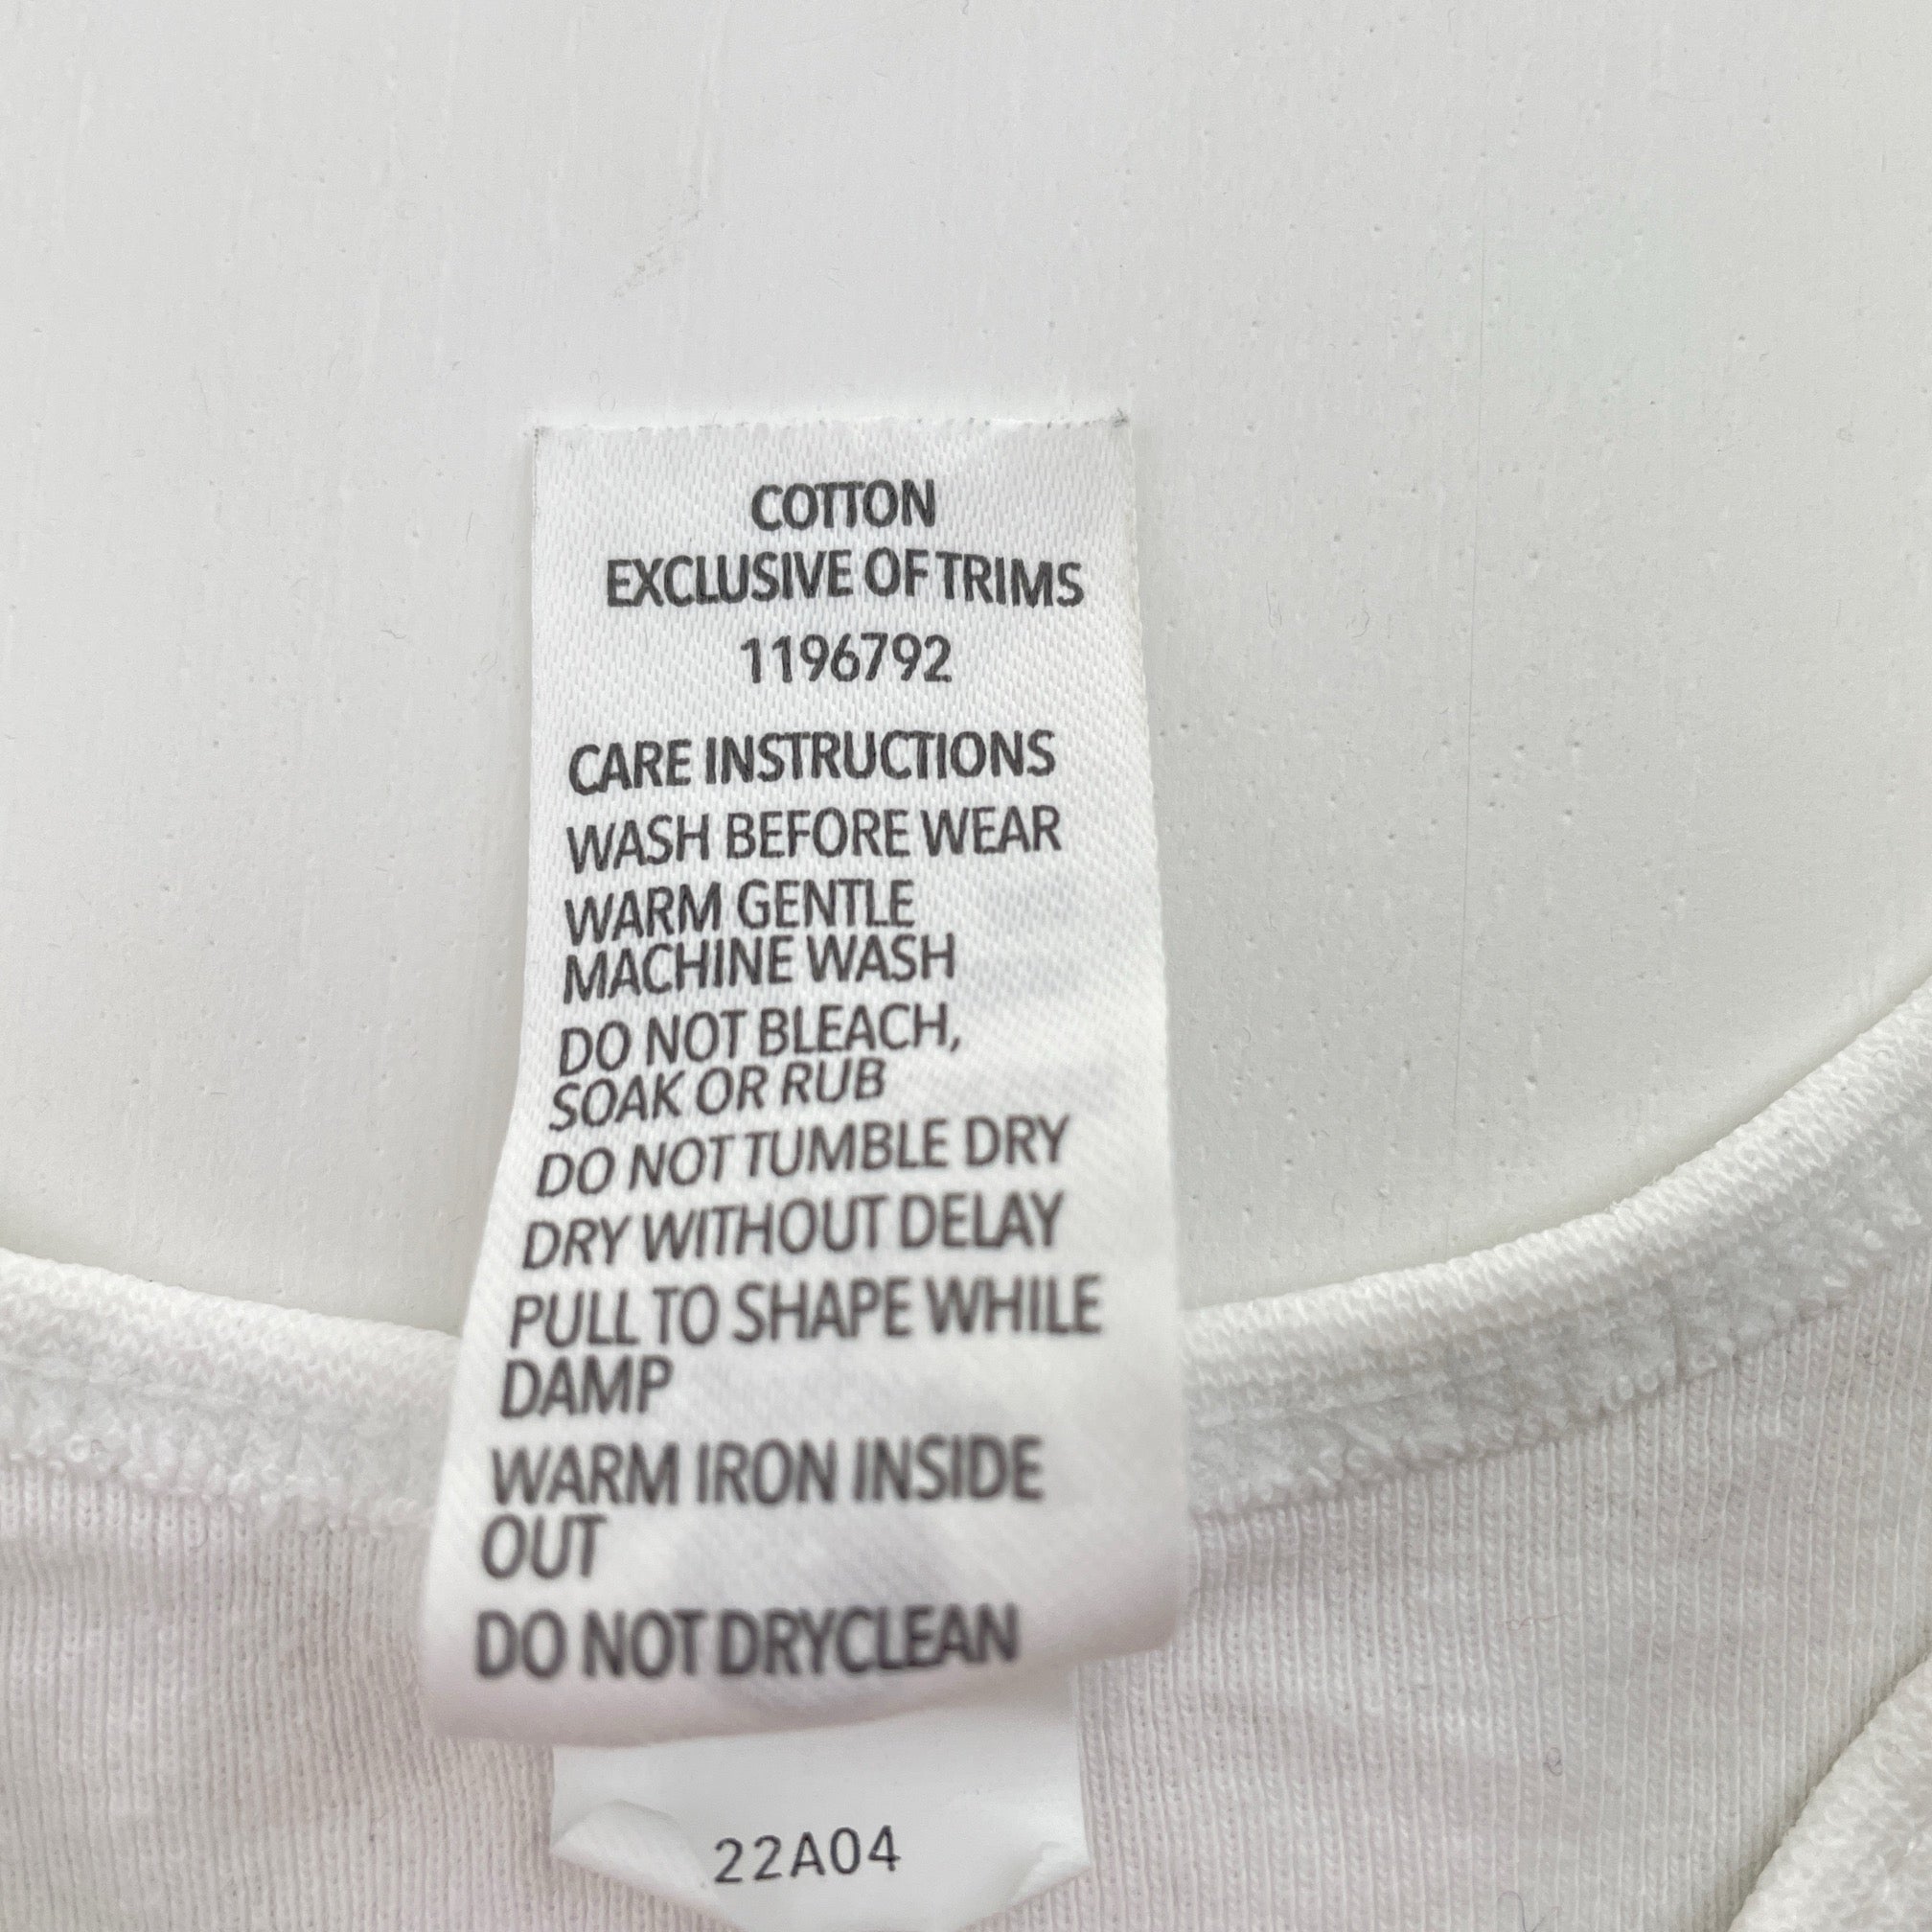 COTTON
EXCLUSIVE OF TRIMS
1196792
CARE INSTRUCTIONS
WASH BEFORE WEAR
WARM GENTLE
MACHINE WASH
DO NOT BLEACH,
SOAK OR RUB
DO NOT TUMBLE DRY
DRY WITHOUT DELAY
PULL TO SHAPE WHILE
DAMP
WARM IRON INSIDE
OUT
DO NOT DRYCLEAN
22A04